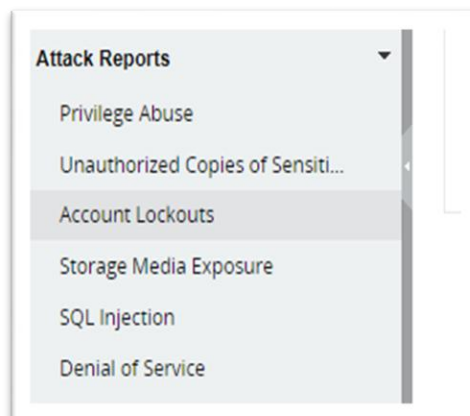 Attack Reports
Privilege Abuse
Unauthorized Copies of Sensiti...
Account Lockouts
Storage Media Exposure
SQL Injection
Denial of Service